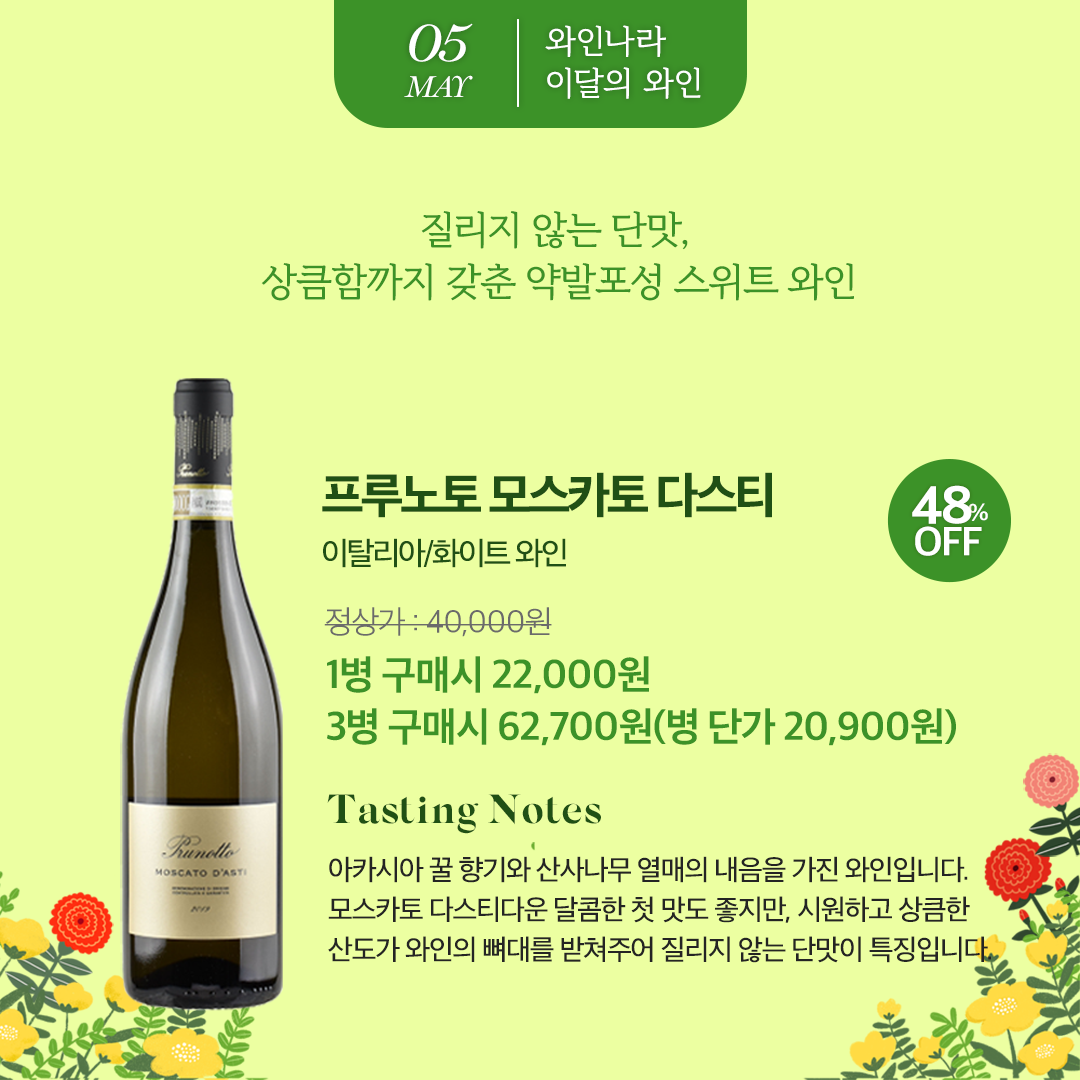 05
MAY
와인나라
이달의 와인
질리지 않는 단맛,
상큼함까지 갖춘 약발포성 스위트 와인
프루노토 모스카토 다스티
이탈리아/화이트 와인
48%
OFF
정상가 : 40,000원
1병 구매시 22,000원
3병 구매시 62,700원(병 단가 20,900원)
Tasting Notes
아카시아 꿀 향기와 산사나무 열매의 내음을 가진 와인입니다.
모스카토 다스티다운 달콤한 첫 맛도 좋지만, 시원하고 상큼한
산도가 와인의 뼈대를 받쳐주어 질리지 않는 단맛이 특징입니다.
Prunotto
Prunotto
MOSCATO D'ASTI
DENOMINAZIONE DI ORIGINE
CONTROLLATA E GARANTITA
2019